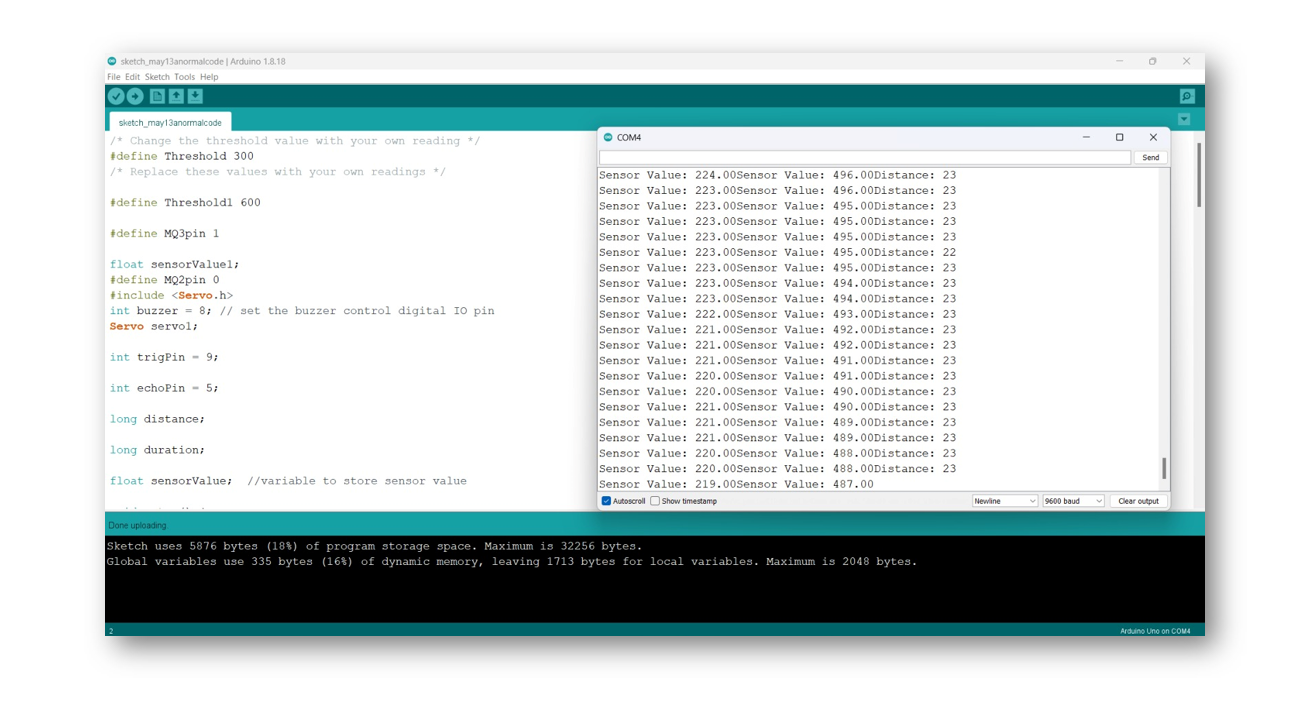 sketch_may13anormalcode | Arduino 1.8.18
File Edit Sketch Tools Help
sketch_may13anormalcode
/* Change the threshold value with your own reading */
#define Threshold 300
/* Replace these values with your own readings */
#define Threshold1 600
#define MQ3pin 1
float sensorValue1;
#define MQ2pin 0
#include <Servo.h>
int buzzer = 8; // set the buzzer control digital IO pin
Servo servo1;
int trigPin = 9;
int echoPin = 5;
long distance;
long duration;
float sensorValue;  //variable to store sensor value
COM4
Send
Sensor Value: 224.00Sensor Value: 496.00Distance: 23
Sensor Value: 223.00Sensor Value: 496.00Distance: 23
Sensor Value: 223.00Sensor Value: 495.00Distance: 23
Sensor Value: 223.00Sensor Value: 495.00Distance: 23
Sensor Value: 223.00Sensor Value: 495.00Distance: 23
Sensor Value: 223.00Sensor Value: 495.00Distance: 22
Sensor Value: 223.00Sensor Value: 495.00Distance: 23
Sensor Value: 223.00Sensor Value: 494.00Distance: 23
Sensor Value: 223.00Sensor Value: 494.00Distance: 23
Sensor Value: 222.00Sensor Value: 493.00Distance: 23
Sensor Value: 221.00Sensor Value: 492.00Distance: 23
Sensor Value: 221.00Sensor Value: 492.00Distance: 23
Sensor Value: 221.00Sensor Value: 491.00Distance: 23
Sensor Value: 220.00Sensor Value: 491.00Distance: 23
Sensor Value: 220.00Sensor Value: 490.00Distance: 23
Sensor Value: 221.00Sensor Value: 490.00Distance: 23
Sensor Value: 221.00Sensor Value: 489.00Distance: 23
Sensor Value: 221.00Sensor Value: 489.00Distance: 23
Sensor Value: 220.00Sensor Value: 488.00Distance: 23
Sensor Value: 220.00Sensor Value: 488.00Distance: 23
Sensor Value: 219.00Sensor Value: 487.00
Autoscroll Show timestamp Newline 9600 baud Clear output
Done uploading
Sketch uses 5876 bytes (18%) of program storage space. Maximum is 32256 bytes.
Global variables use 335 bytes (16%) of dynamic memory, leaving 1713 bytes for local variables. Maximum is 2048 bytes.
2 Arduino Uno on COM4